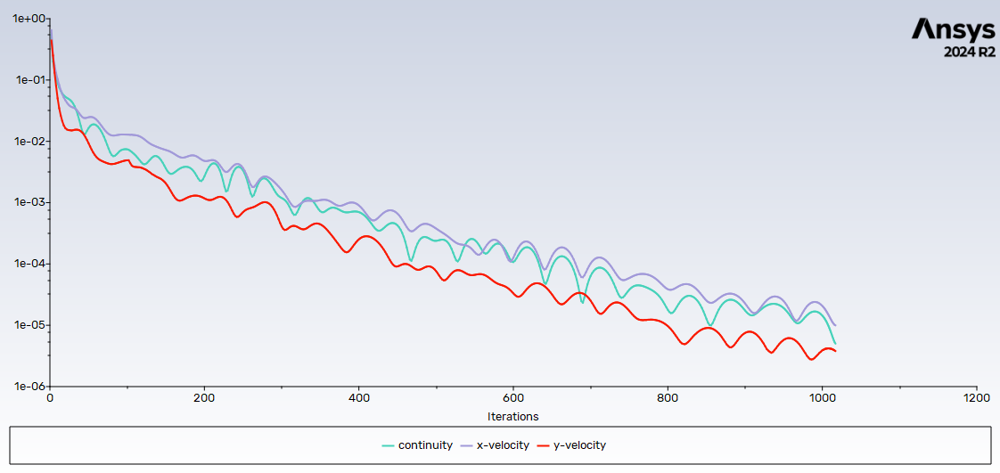 1e+00
1e-01
1e-02
1e-03
1e-04
1e-05
1e-06
0 200 400 600 800 1000 1200
Iterations
Ansys
2024 R2
continuity x-velocity y-velocity